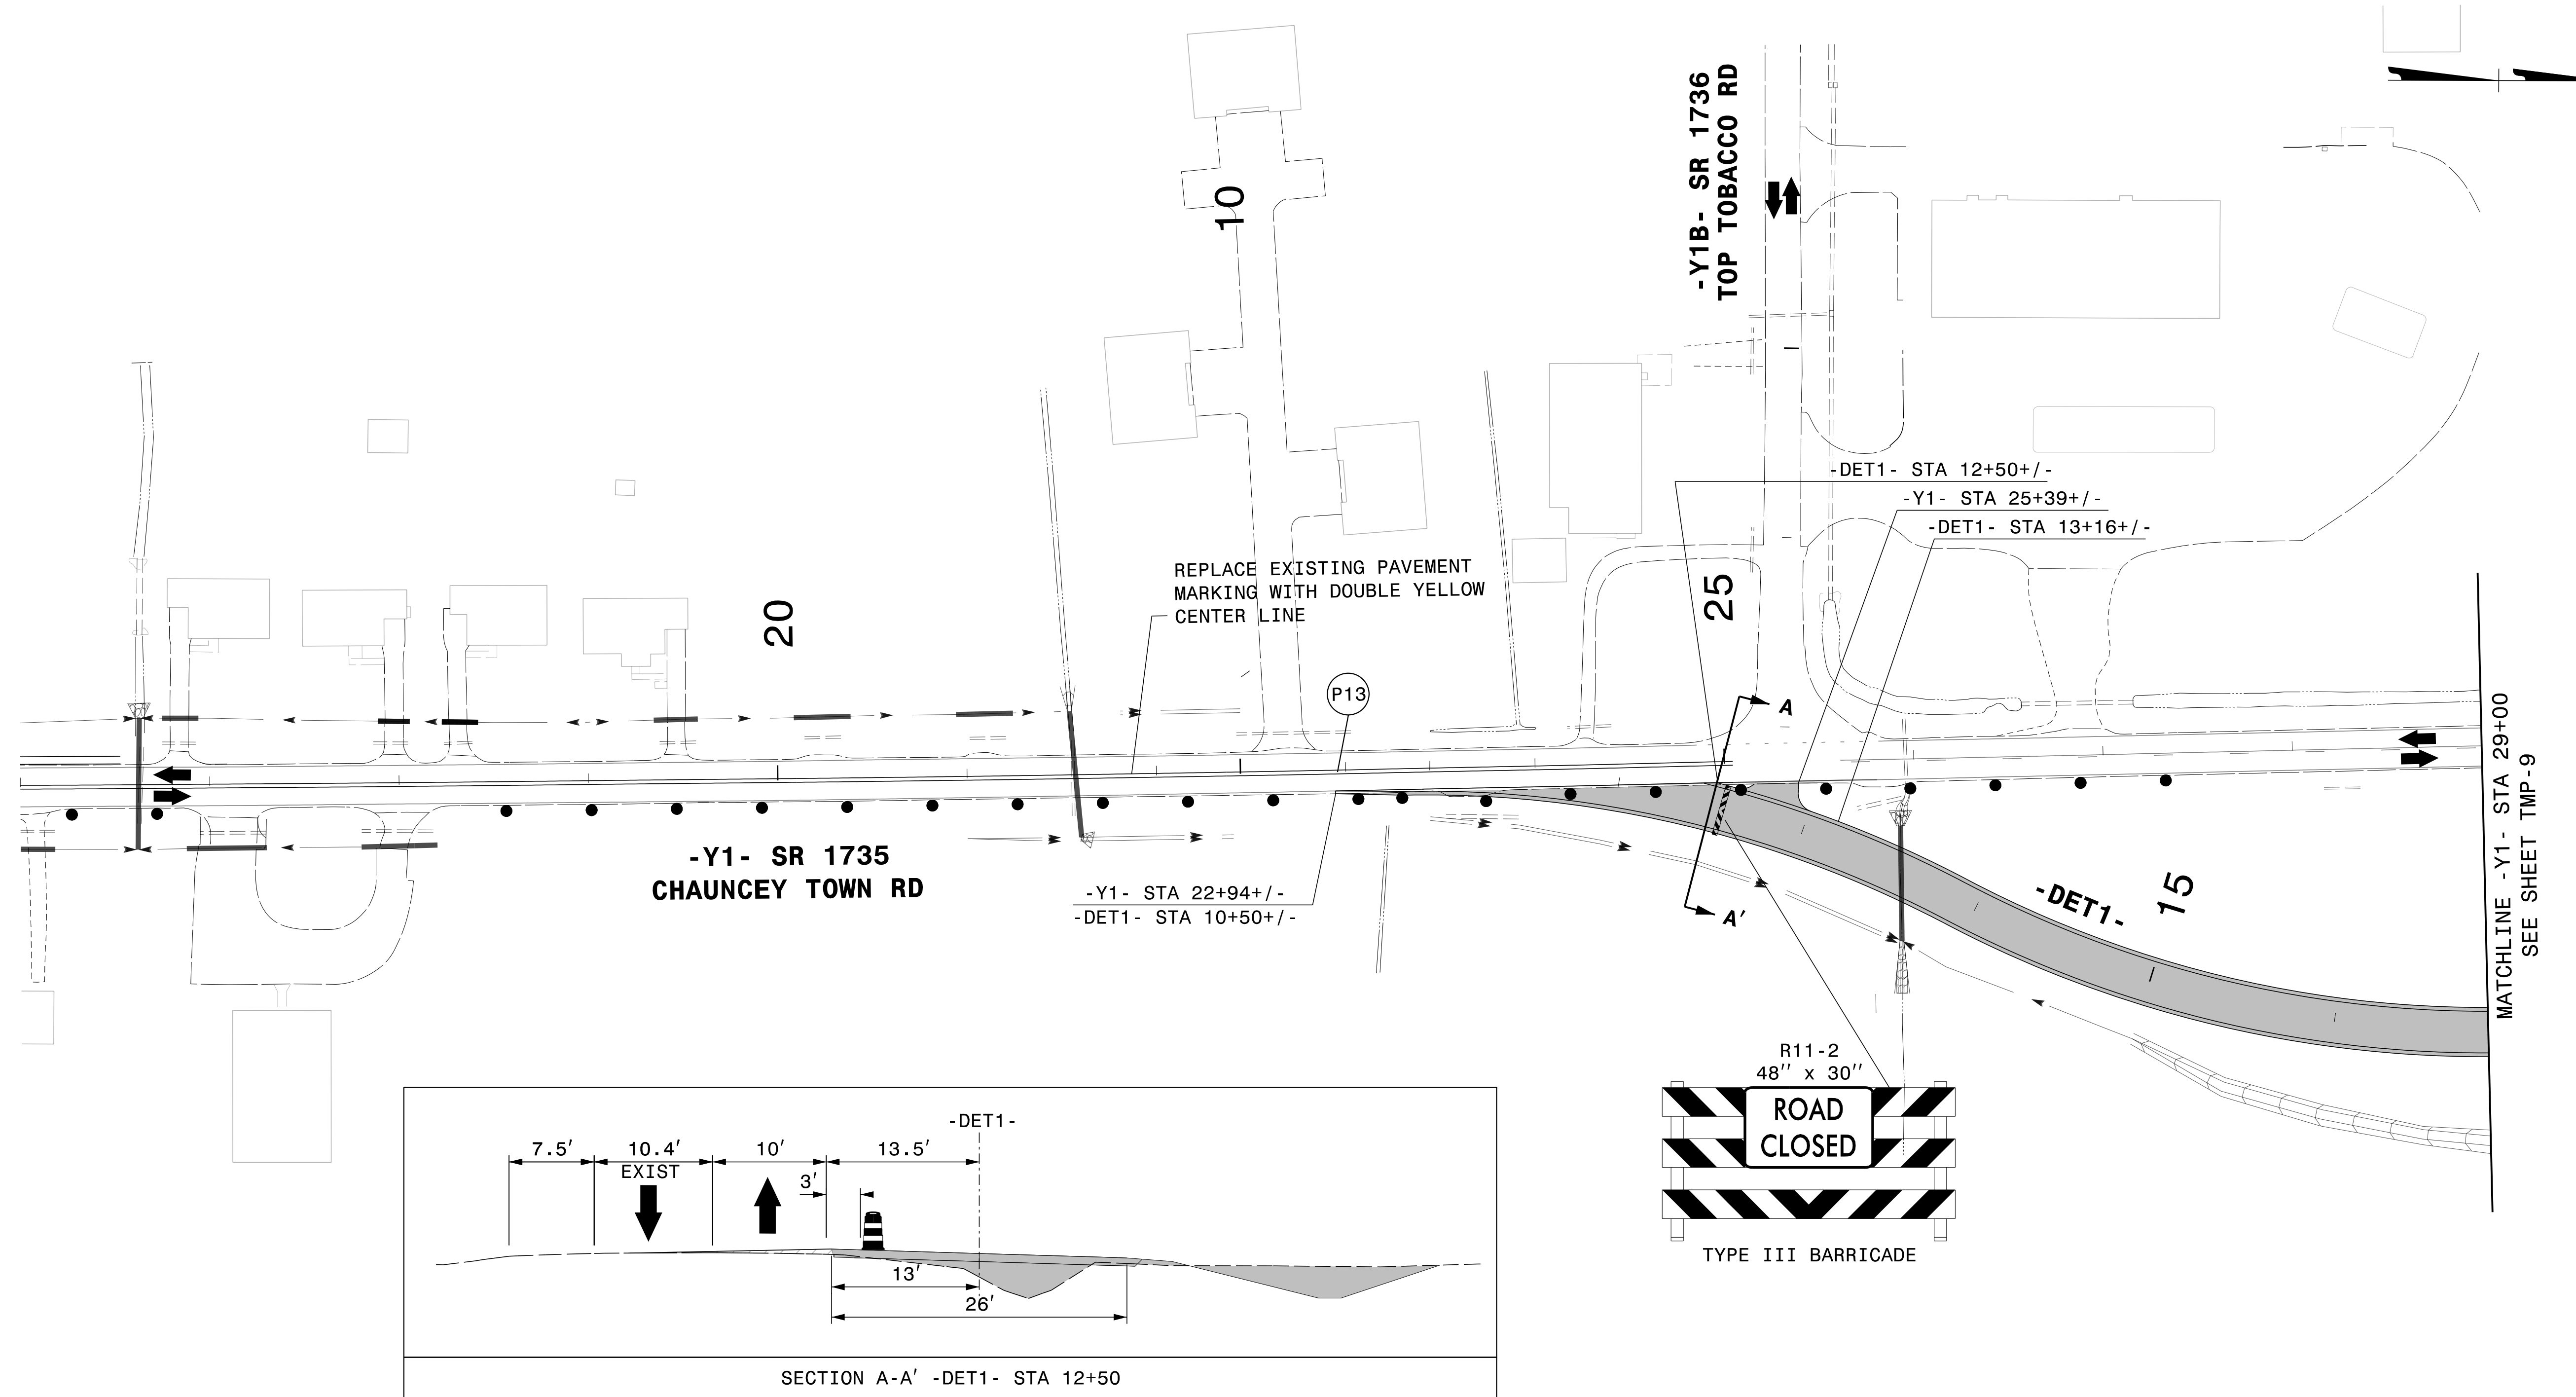 -Y1B- SR 1736
TOP TOBACCO RD
10
-DET1- STA 12+50+/-
-Y1- STA 25+39+/-
-DET1- STA 13+16+/-
REPLACE EXISTING PAVEMENT
MARKING WITH DOUBLE YELLOW
CENTER LINE
20
25
P13
A
A'
-Y1- SR 1735
CHAUNCEY TOWN RD
-Y1- STA 22+94+/-
-DET1- STA 10+50+/-
-DET1-
15
MATCHLINE -Y1- STA 29+00
SEE SHEET TMP-9
R11-2
48'' x 30''
ROAD
CLOSED
TYPE III BARRICADE
-DET1-
7.5'
10.4'
EXIST
10'
13.5'
3'
13'
26'
SECTION A-A' -DET1- STA 12+50